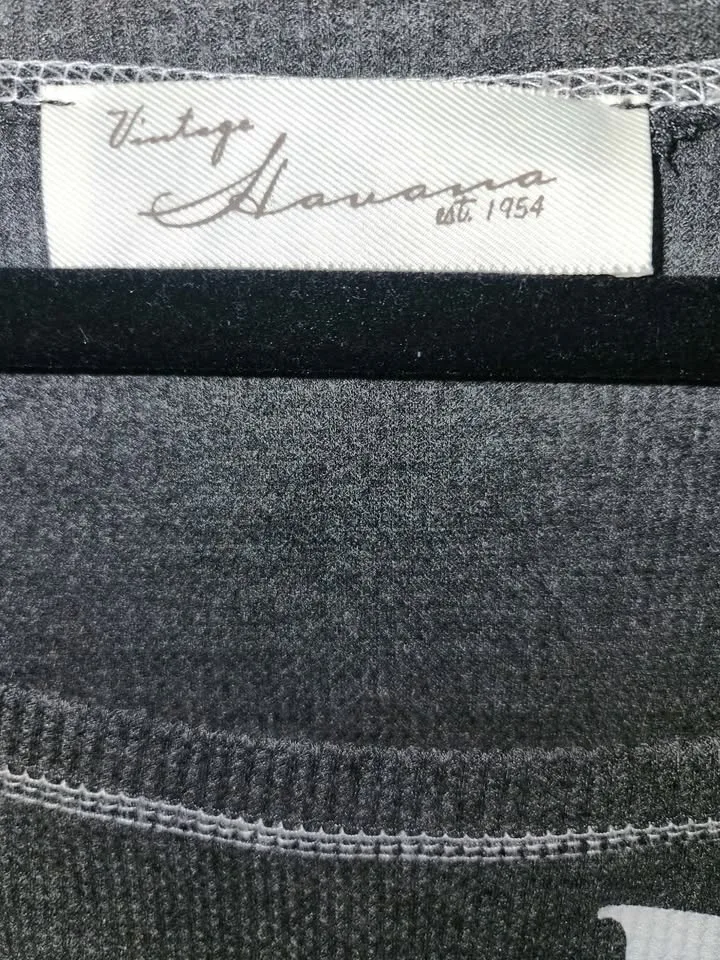 Vintage
Havana
est. 1954